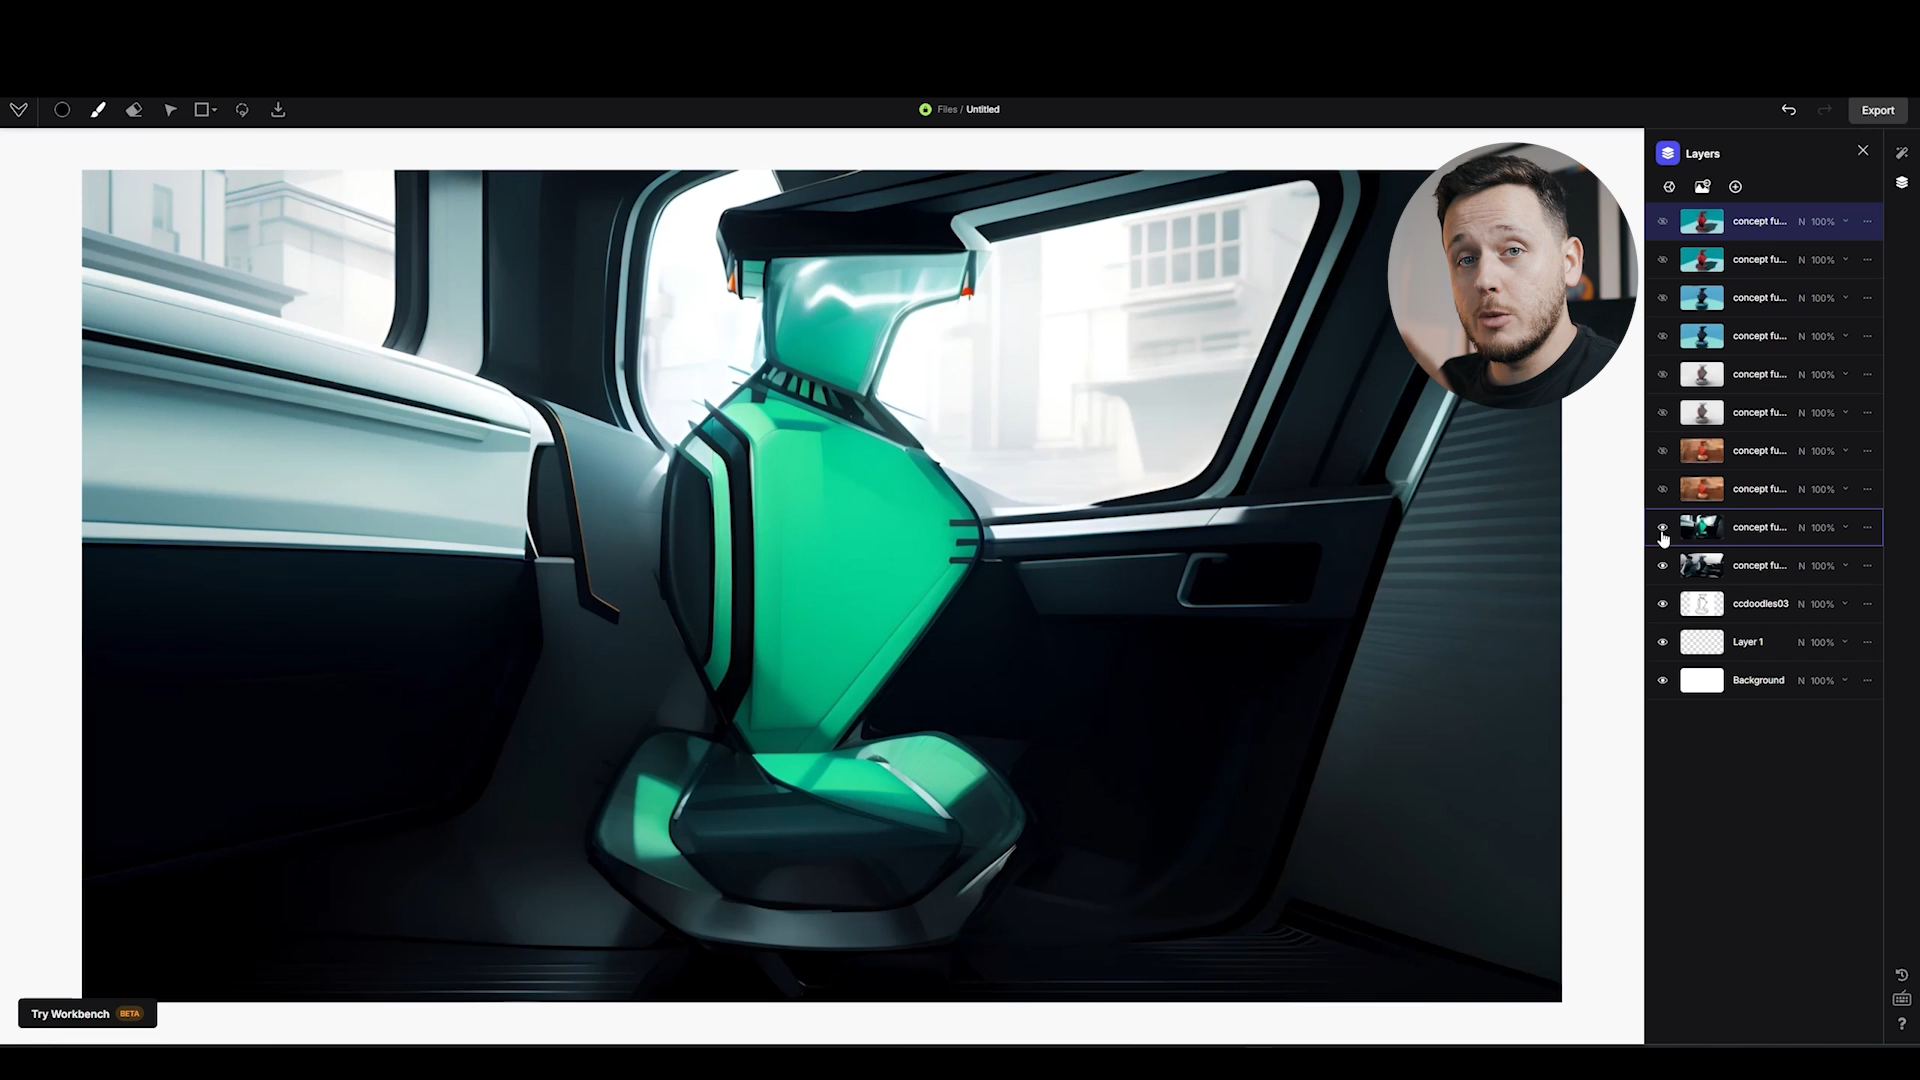 Files / Untitled
Export
Layers
concept fu... N 100%
concept fu... N 100%
concept fu... N 100%
concept fu... N 100%
concept fu... N 100%
concept fu... N 100%
concept fu... N 100%
concept fu... N 100%
concept fu... N 100%
concept fu... N 100%
ccdoodles03 N 100%
Layer 1 N 100%
Background N 100%
Try Workbench BETA
?